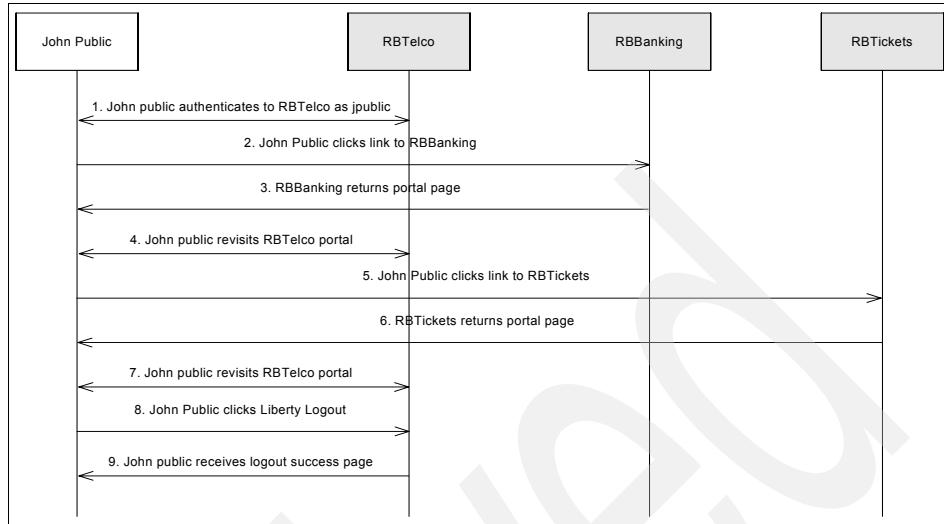 John Public
RBTelco
RBBanking
RBTickets
1. John public authenticates to RBTelco as jpublic
2. John Public clicks link to RBBanking
3. RBBanking returns portal page
4. John public revisits RBTelco portal
5. John Public clicks link to RBTickets
6. RBTickets returns portal page
7. John public revisits RBTelco portal
8. John Public clicks Liberty Logout
9. John public receives logout success page